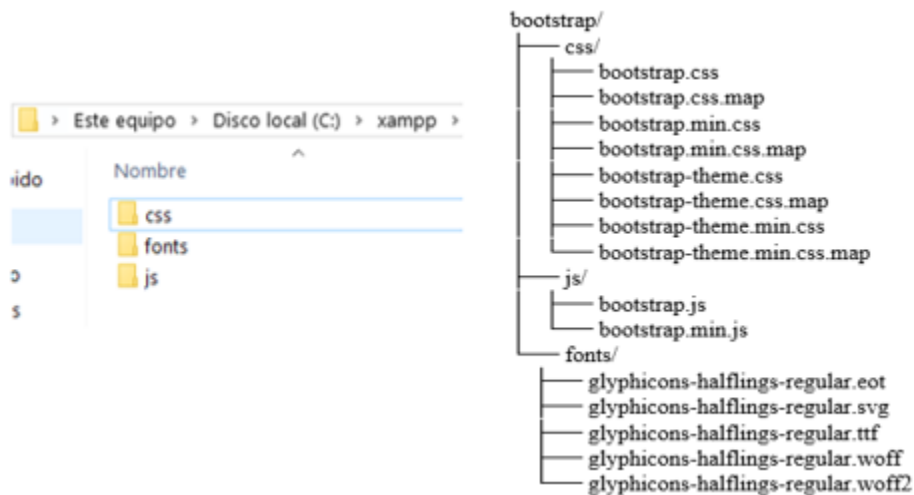 Este equipo > Disco local (C:) > xampp >
ido
Nombre
css
fonts
js
bootstrap/
css/
bootstrap.css
bootstrap.css.map
bootstrap.min.css
bootstrap.min.css.map
bootstrap-theme.css
bootstrap-theme.css.map
bootstrap-theme.min.css
bootstrap-theme.min.css.map
js/
bootstrap.js
bootstrap.min.js
fonts/
glyphicons-halflings-regular.eot
glyphicons-halflings-regular.svg
glyphicons-halflings-regular.ttf
glyphicons-halflings-regular.woff
glyphicons-halflings-regular.woff2